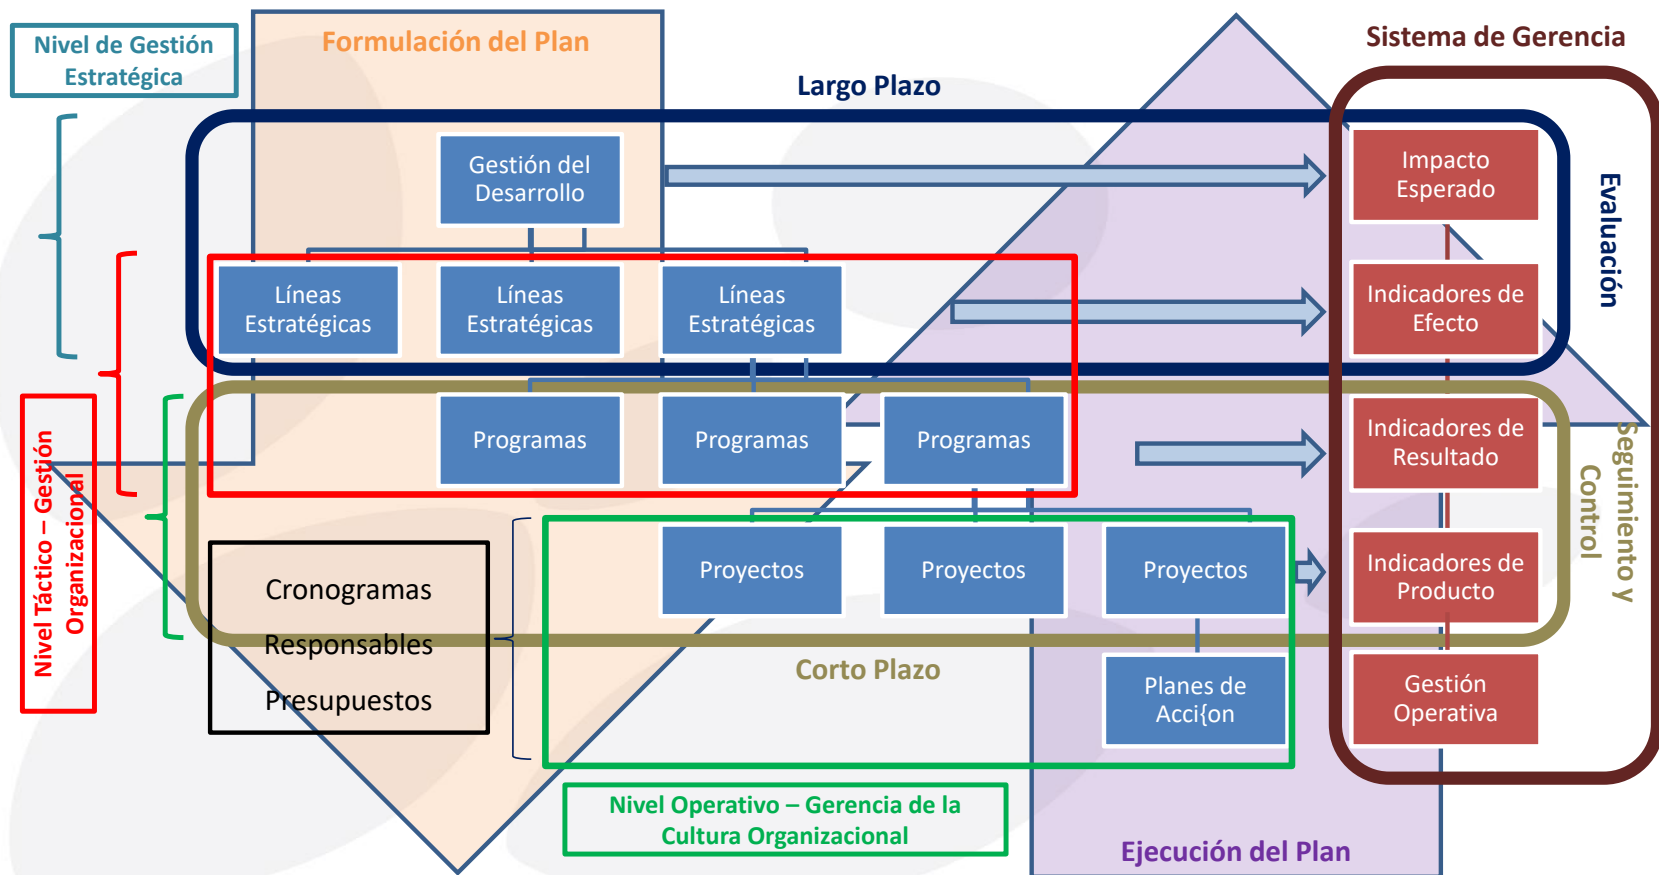 Nivel de Gestión
Estratégica
Formulación del Plan
Sistema de Gerencia
Largo Plazo
Gestión del
Desarrollo
Impacto
Esperado
Evaluación
Líneas
Estratégicas
Líneas
Estratégicas
Líneas
Estratégicas
Indicadores de
Efecto
Nivel Táctico – Gestión
Organizacional
Programas
Programas
Programas
Indicadores de
Resultado
Seguimiento y
Control
Cronogramas
Responsables
Presupuestos
Proyectos
Proyectos
Proyectos
Indicadores de
Producto
Corto Plazo
Planes de
Acci{on
Gestión
Operativa
Nivel Operativo – Gerencia de la
Cultura Organizacional
Ejecución del Plan